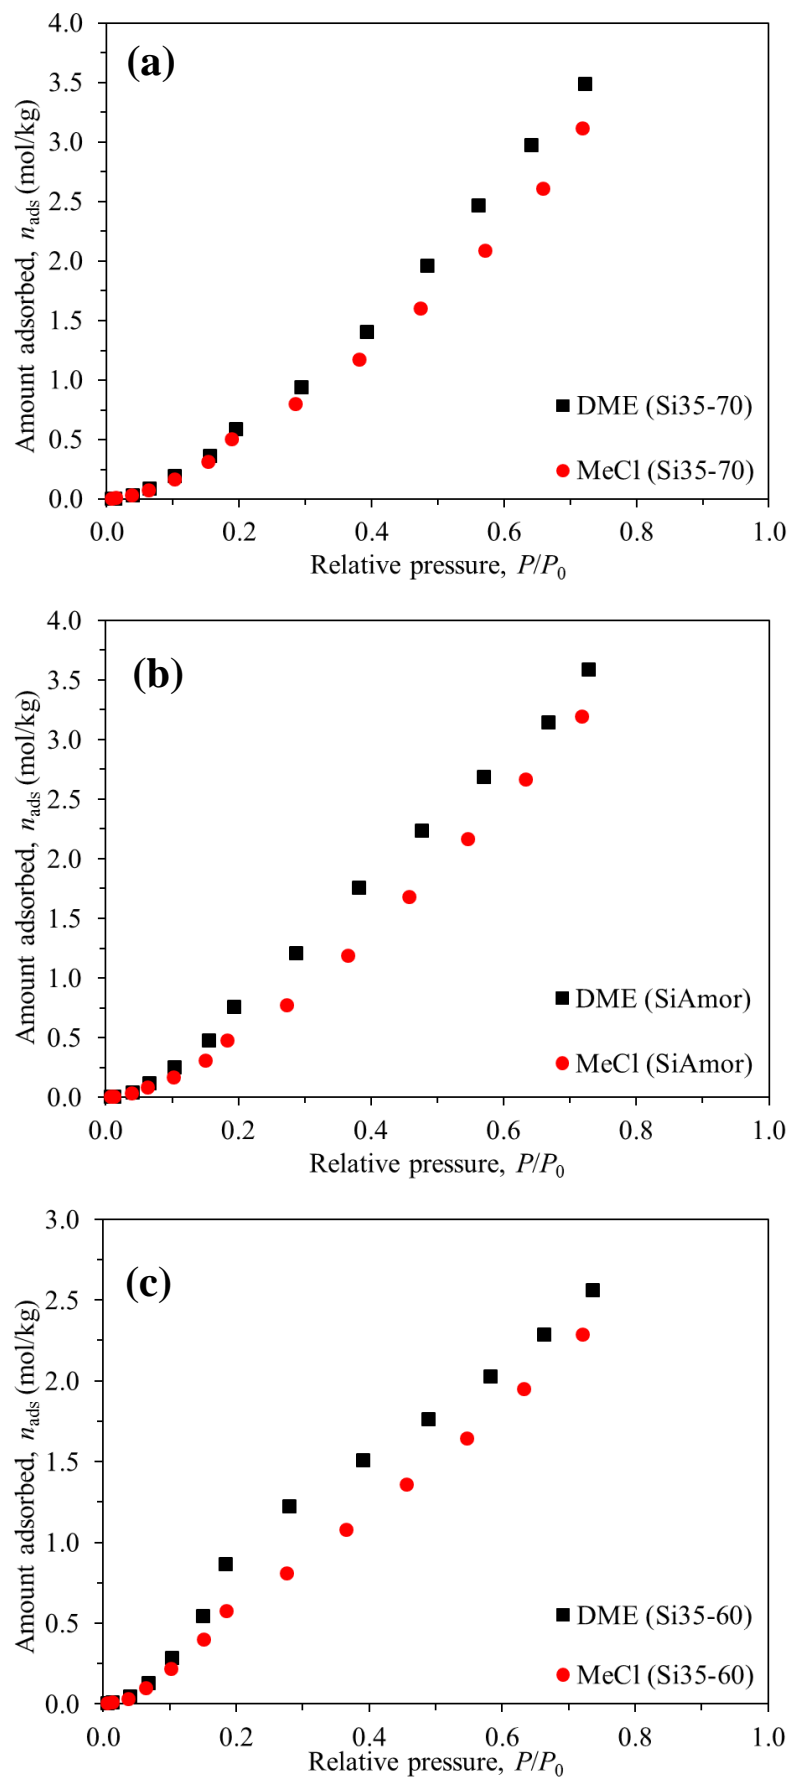 (a)
Amount adsorbed, nads (mol/kg)
4.0
3.5
3.0
2.5
2.0
1.5
1.0
0.5
0.0
DME (Si35-70)
MeCl (Si35-70)
0.0 0.2 0.4 0.6 0.8 1.0
Relative pressure, P/P0
(b)
Amount adsorbed, nads (mol/kg)
4.0
3.5
3.0
2.5
2.0
1.5
1.0
0.5
0.0
DME (SiAmor)
MeCl (SiAmor)
0.0 0.2 0.4 0.6 0.8 1.0
Relative pressure, P/P0
(c)
Amount adsorbed, nads (mol/kg)
3.0
2.5
2.0
1.5
1.0
0.5
0.0
DME (Si35-60)
MeCl (Si35-60)
0.0 0.2 0.4 0.6 0.8 1.0
Relative pressure, P/P0